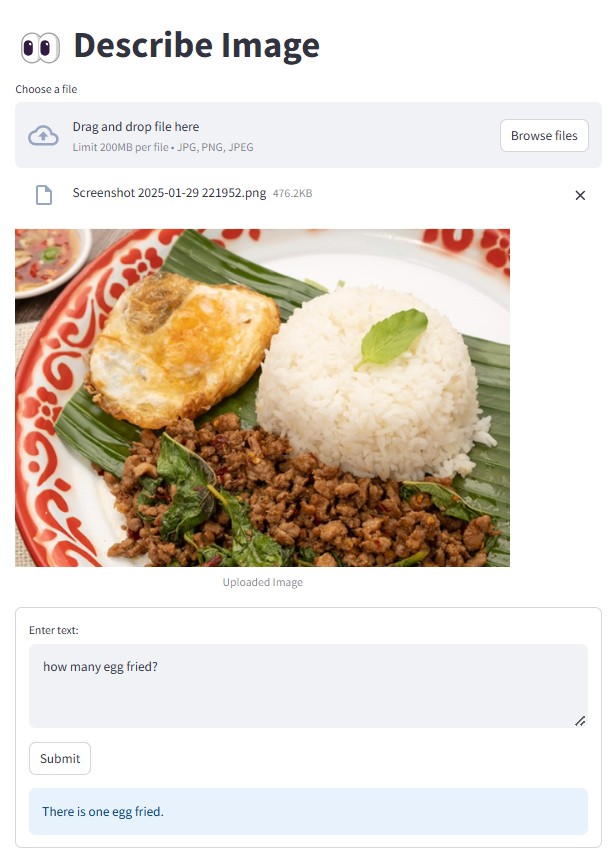 Describe Image
Choose a file
Drag and drop file here
Limit 200MB per file • JPG, PNG, JPEG
Browse files
Screenshot 2025-01-29 221952.png 476.2KB
Uploaded Image
Enter text:
how many egg fried?
Submit
There is one egg fried.